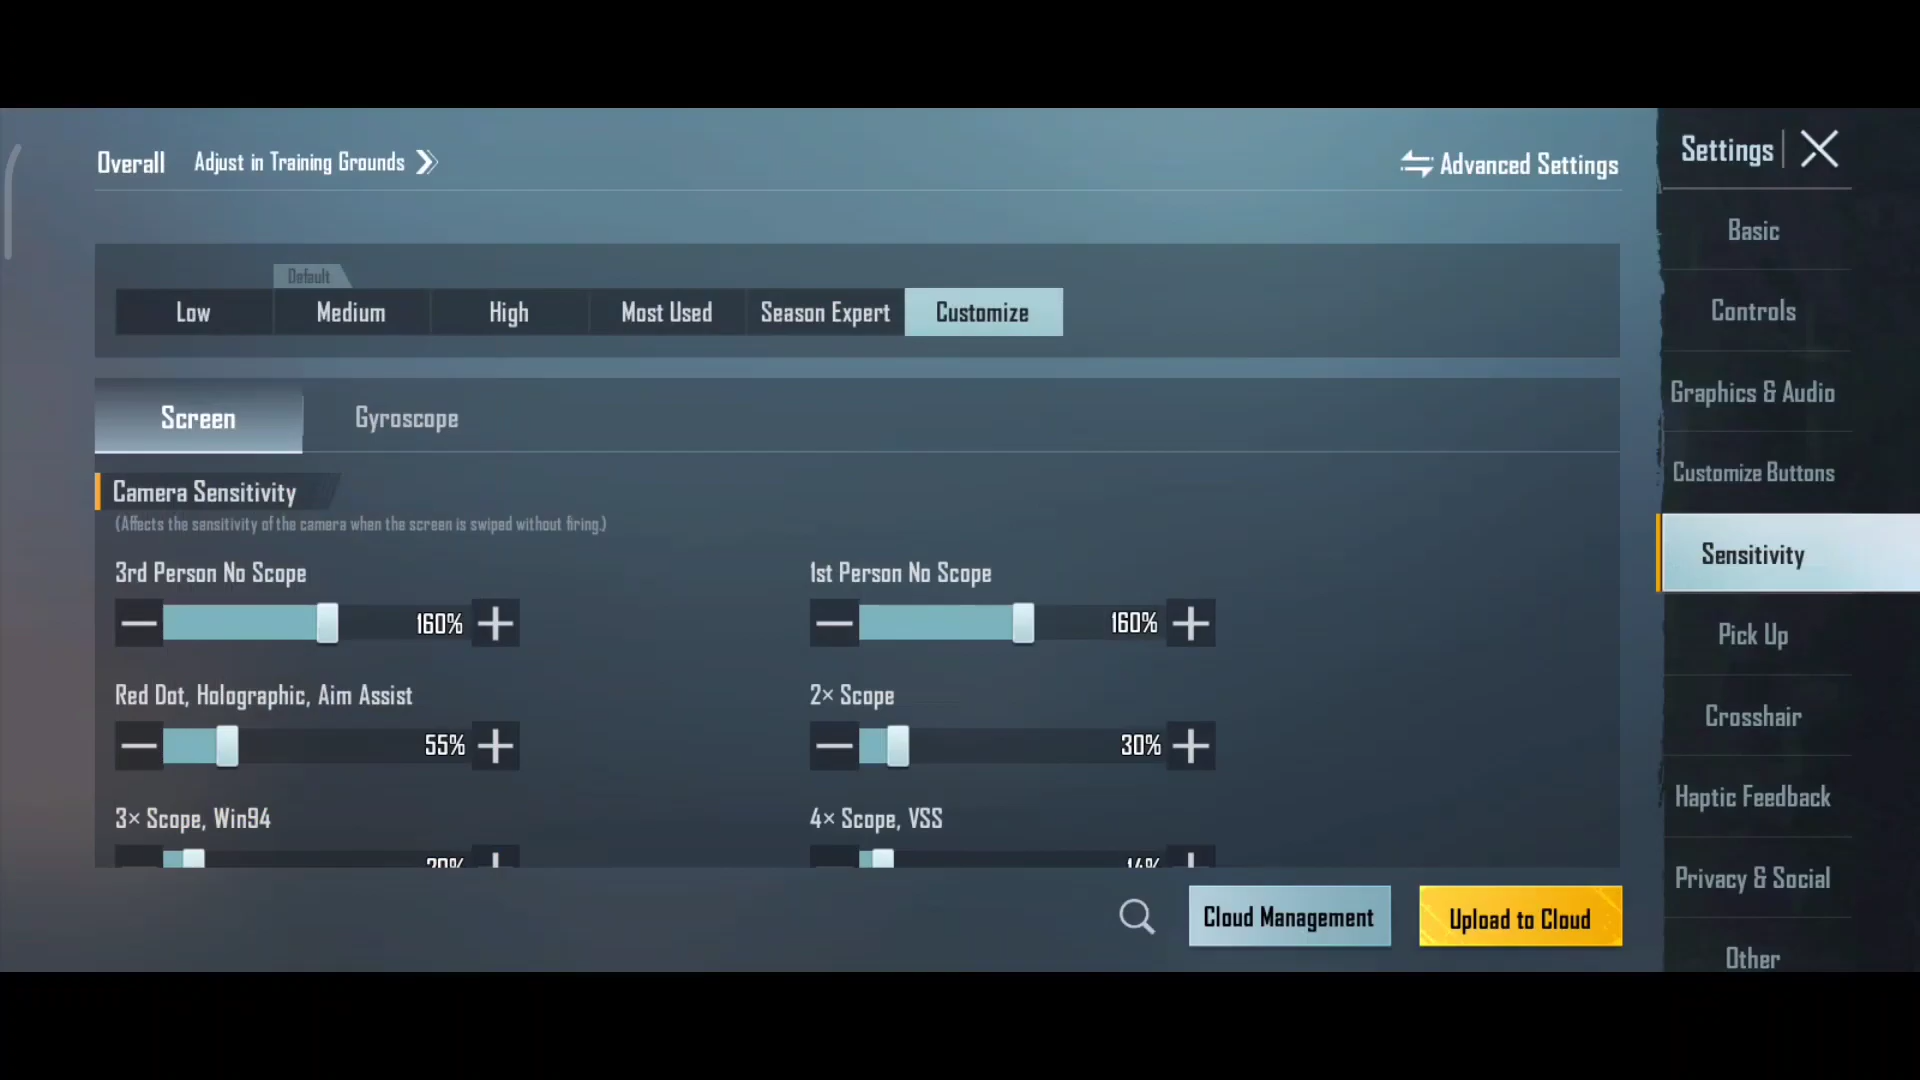 Overall
Adjust in Training Grounds
Advanced Settings
Settings
Default
Low
Medium
High
Most Used
Season Expert
Customize
Screen
Gyroscope
Camera Sensitivity
(Affects the sensitivity of the camera when the screen is swiped without firing.)
3rd Person No Scope
1st Person No Scope
160%
160%
Red Dot, Holographic, Aim Assist
2× Scope
55%
30%
3× Scope, Win94
4× Scope, VSS
20%
14%
Cloud Management
Upload to Cloud
Basic
Controls
Graphics & Audio
Customize Buttons
Sensitivity
Pick Up
Crosshair
Haptic Feedback
Privacy & Social
Other